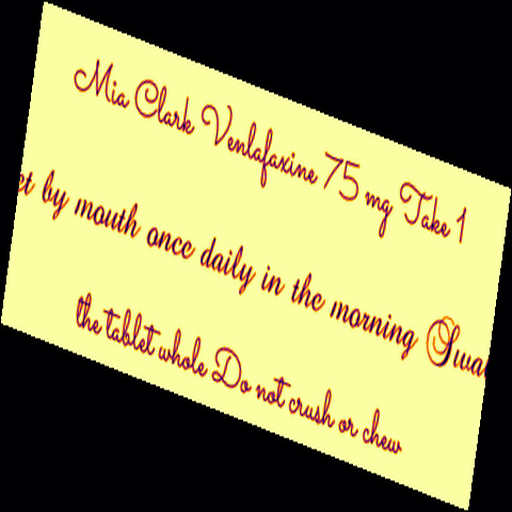 Mia Clark Venlafaxine 75 mg Take 1
by mouth once daily in the morning
the tablet whole Do not crush or chew